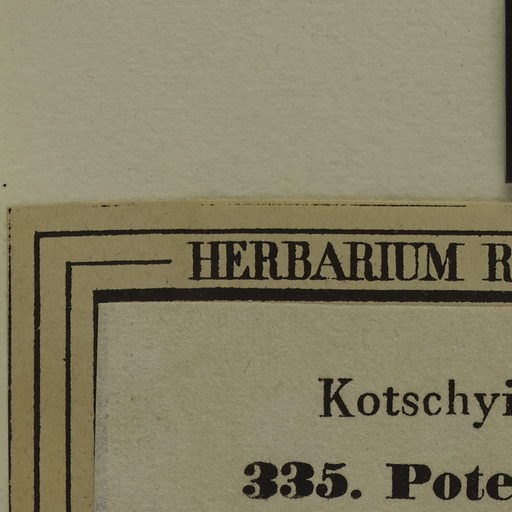 HERBARIUM R
Kotschyi
335. Pote